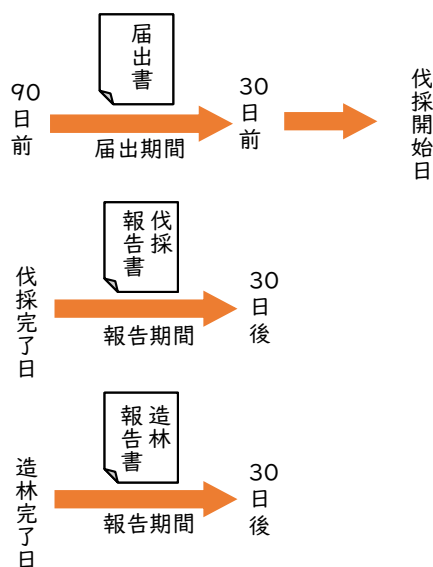 届出書
90日前
届出期間
30日前
伐採開始日
伐採
報告書
伐採完了日
報告期間
30日後
造林
報告書
造林完了日
報告期間
30日後